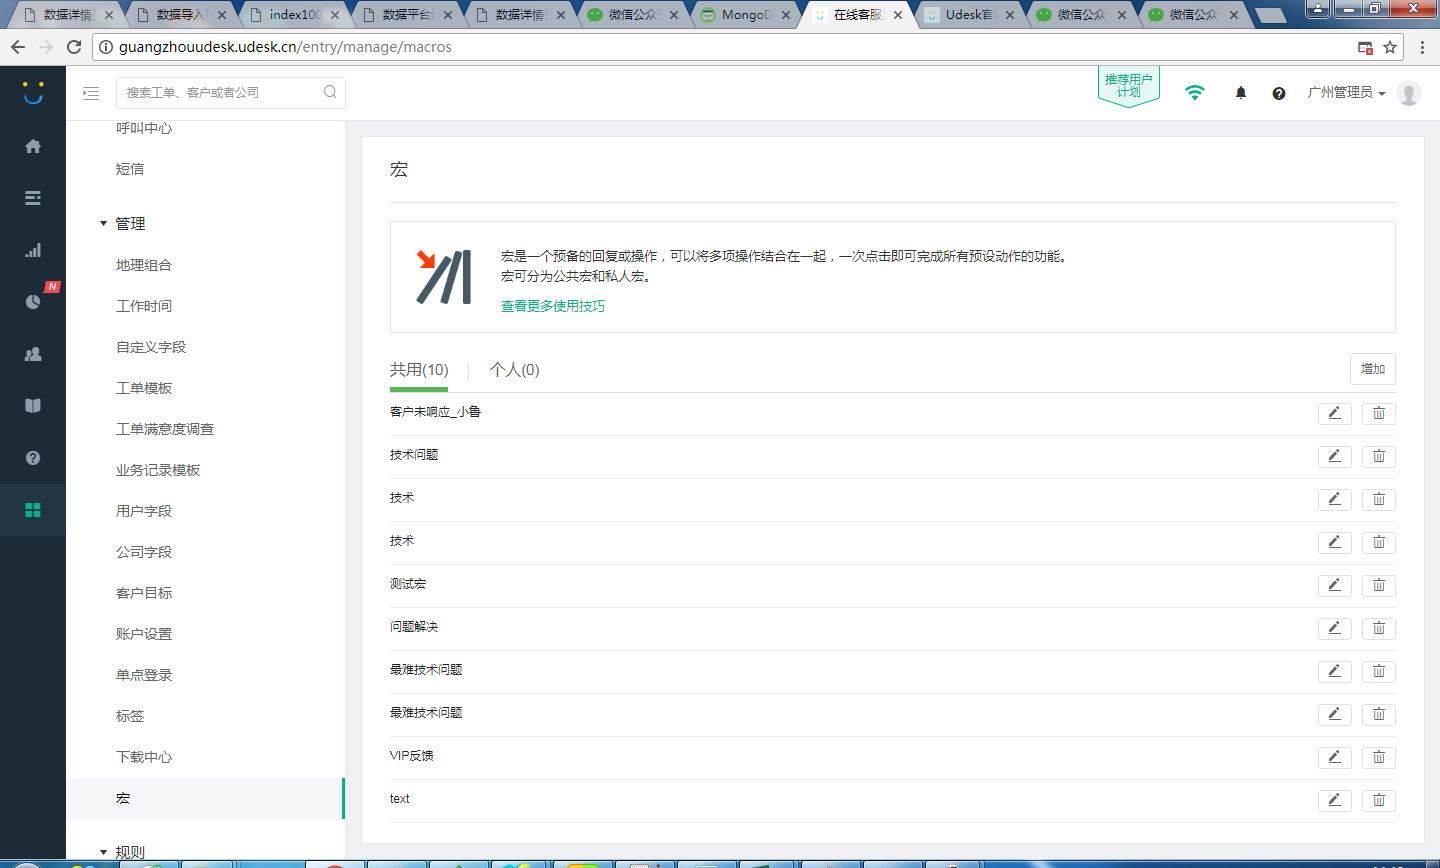 数据详情
数据导入
index100
数据平台
数据详情
微信公众
MongoD
在线客服
Udesk官
微信公众
微信公众
guangzhouudesk.udesk.cn/entry/manage/macros
搜索工单、客户或者公司
推荐用户
计划
广州管理员
N
呼叫中心
短信
管理
地理组合
工作时间
自定义字段
工单模板
工单满意度调查
业务记录模板
用户字段
公司字段
客户目标
账户设置
单点登录
标签
下载中心
宏
规则
宏
宏是一个预备的回复或操作，可以将多项操作结合在一起，一次点击即可完成所有预设动作的功能。
宏可分为公共宏和私人宏。
查看更多使用技巧
共用(10)
个人(0)
增加
客户未响应_小鲁
技术问题
技术
技术
测试宏
问题解决
最难技术问题
最难技术问题
VIP反馈
text